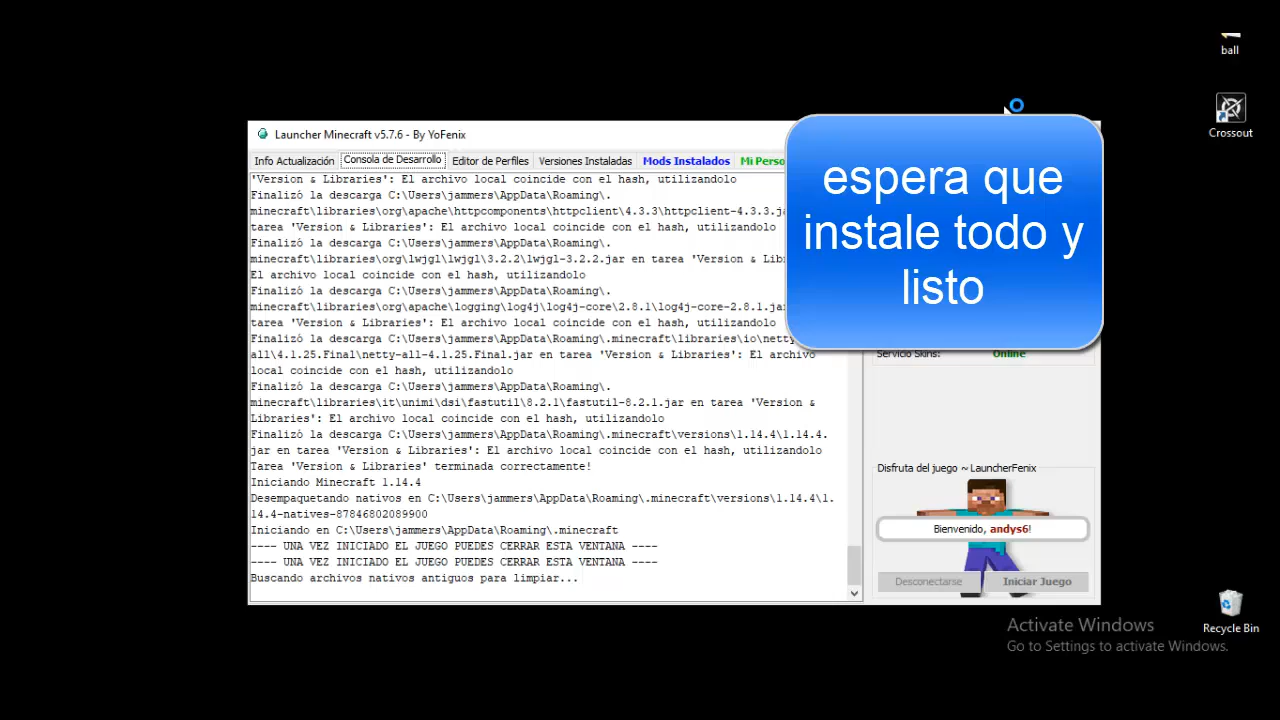 ball
Crossout
Launcher Minecraft v5.7.6 - By YoFenix
Info Actualización Consola de Desarrollo Editor de Perfiles Versiones Instaladas Mods Instalados Mi
espera que
instale todo y
listo
'Version & Libraries': El archivo local coincide con el hash, utilizandolo
Finalizó la descarga C:\Users\jammers\AppData\Roaming\.
minecraft\libraries\org\apache\httpcomponents\httpclient\4.3.3\httpclient-4.3.3.
tarea 'Version & Libraries': El archivo local coincide con el hash, utilizandolo
Finalizó la descarga C:\Users\jammers\AppData\Roaming\.
minecraft\libraries\org\lwjgl\lwjgl\3.2.2\lwjgl-3.2.2.jar en tarea 'Version &
El archivo local coincide con el hash, utilizandolo
Finalizó la descarga C:\Users\jammers\AppData\Roaming\.
minecraft\libraries\org\apache\logging\log4j\log4j-core\2.8.1\log4j-core-2.8.1.
tarea 'Version & Libraries': El archivo local coincide con el hash, utilizandolo
Finalizó la descarga C:\Users\jammers\AppData\Roaming\.minecraft\libraries\io\
all\4.1.25.Final\netty-all-4.1.25.Final.jar en tarea 'Version & Libraries': El archivo
local coincide con el hash, utilizandolo
Finalizó la descarga C:\Users\jammers\AppData\Roaming\.
minecraft\libraries\it\unimi\dsi\fastutil\8.2.1\fastutil-8.2.1.jar en tarea 'Version &
Libraries': El archivo local coincide con el hash, utilizandolo
Finalizó la descarga C:\Users\jammers\AppData\Roaming\.minecraft\versions\1.14.4\1.14.4.
jar en tarea 'Version & Libraries': El archivo local coincide con el hash, utilizandolo
Tarea 'Version & Libraries' terminada correctamente!
Iniciando Minecraft 1.14.4
Desempaquetando nativos en C:\Users\jammers\AppData\Roaming\.minecraft\versions\1.14.4\1.
14.4-natives-87846802089900
Iniciando en C:\Users\jammers\AppData\Roaming\.minecraft
---- UNA VEZ INICIADO EL JUEGO PUEDES CERRAR ESTA VENTANA ----
---- UNA VEZ INICIADO EL JUEGO PUEDES CERRAR ESTA VENTANA ----
Buscando archivos nativos antiguos para limpiar...
Servicio Skins: Online
Disfruta del juego ~ LauncherFenix
Bienvenido, andys6!
Desconectarse Iniciar Juego
Activate Windows
Go to Settings to activate Windows.
Recycle Bin